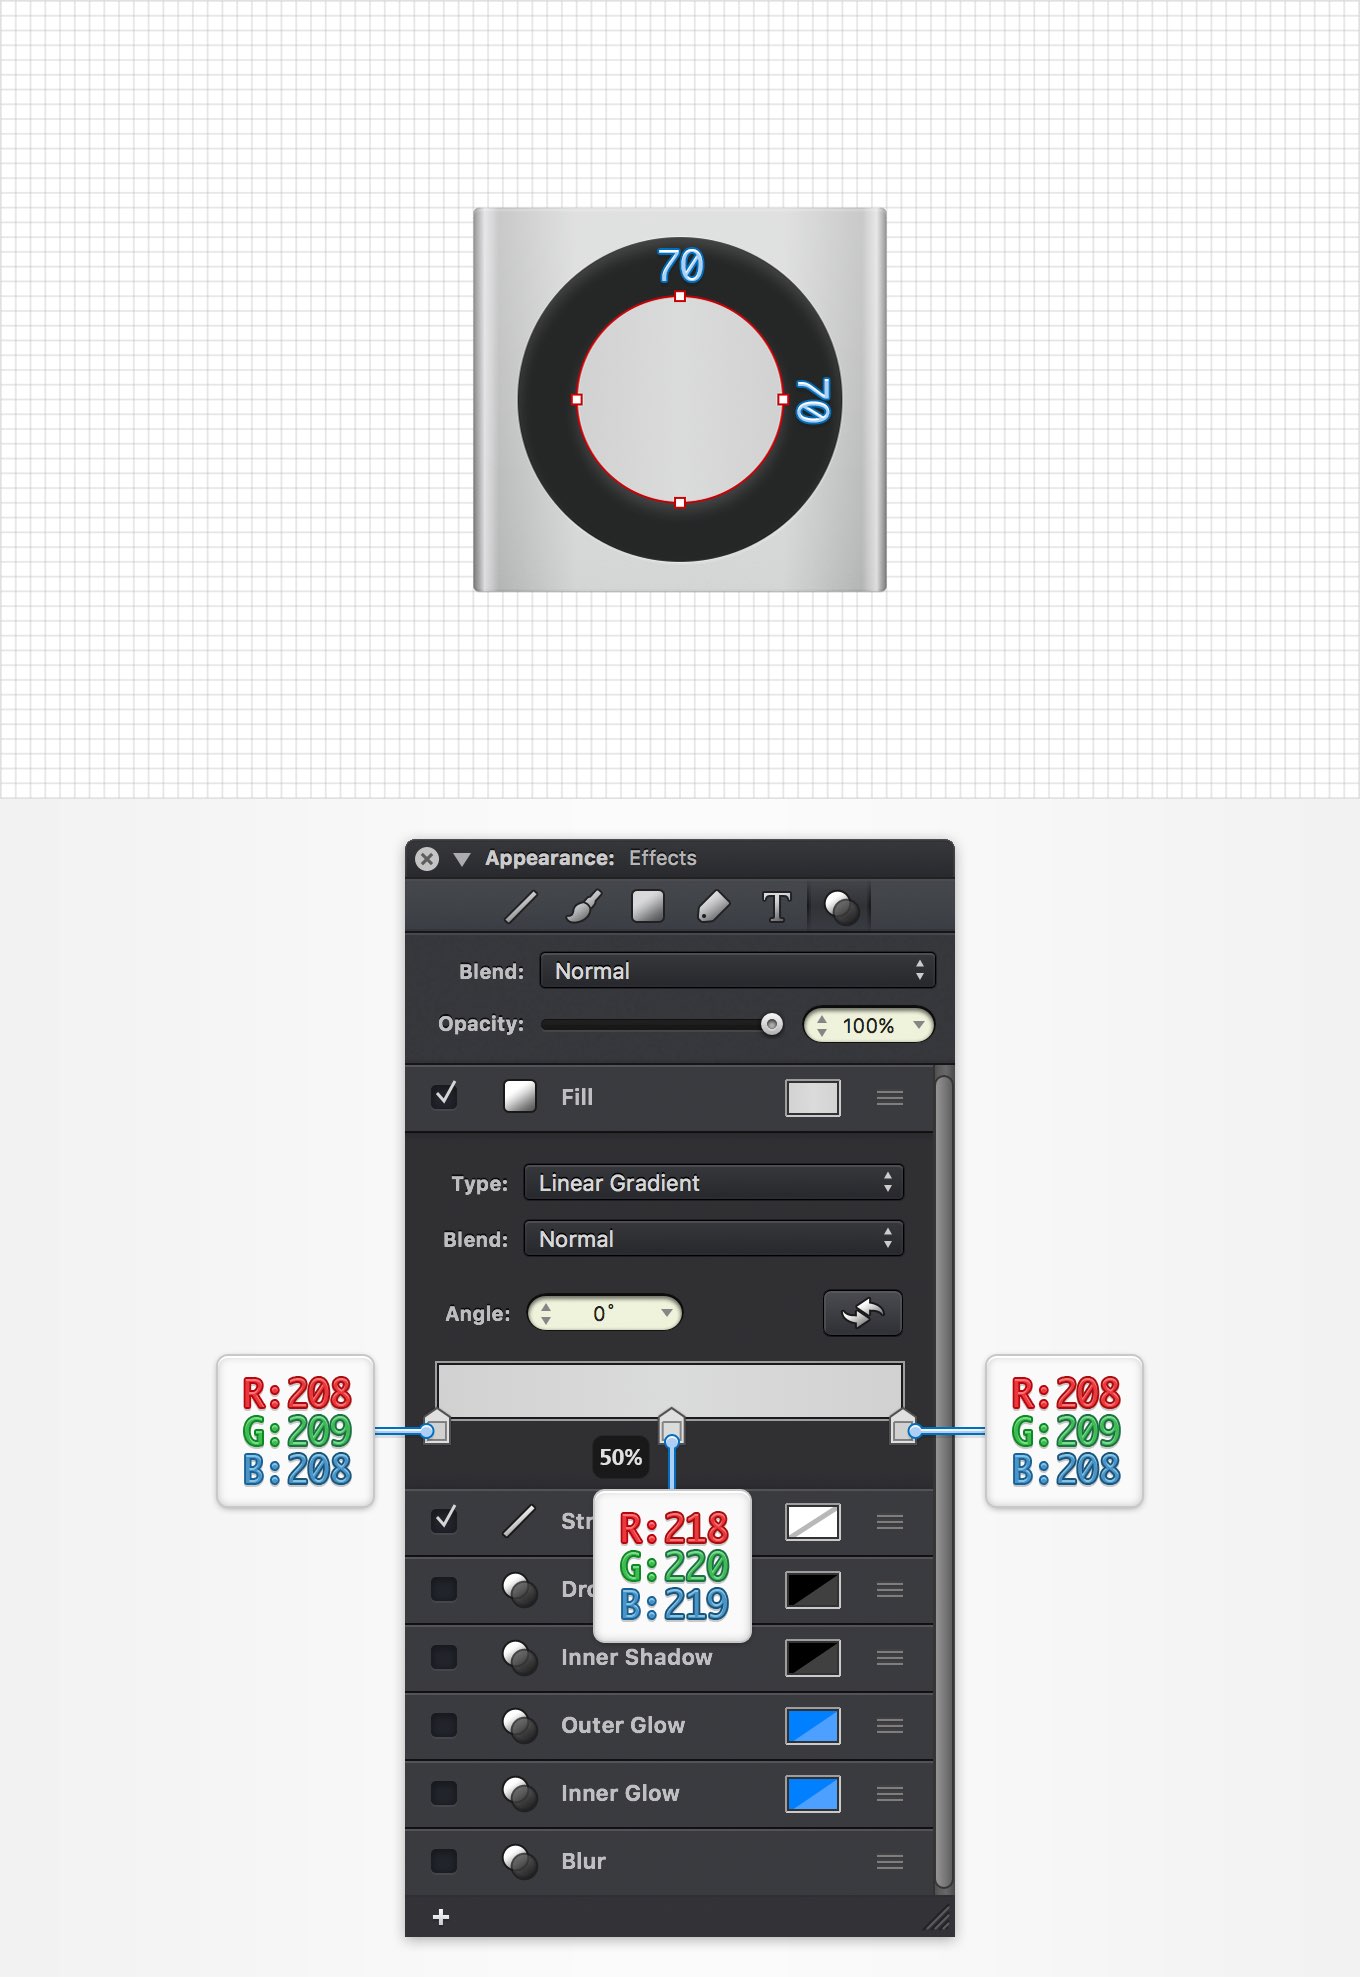 70
70
Appearance: Effects
T
Blend: Normal
Opacity: 100%
Fill
Type: Linear Gradient
Blend: Normal
Angle: 0°
R:208
G:209
B:208
R:208
G:209
B:208
50%
R:218
G:220
B:219
Str
Dro
Inner Shadow
Outer Glow
Inner Glow
Blur